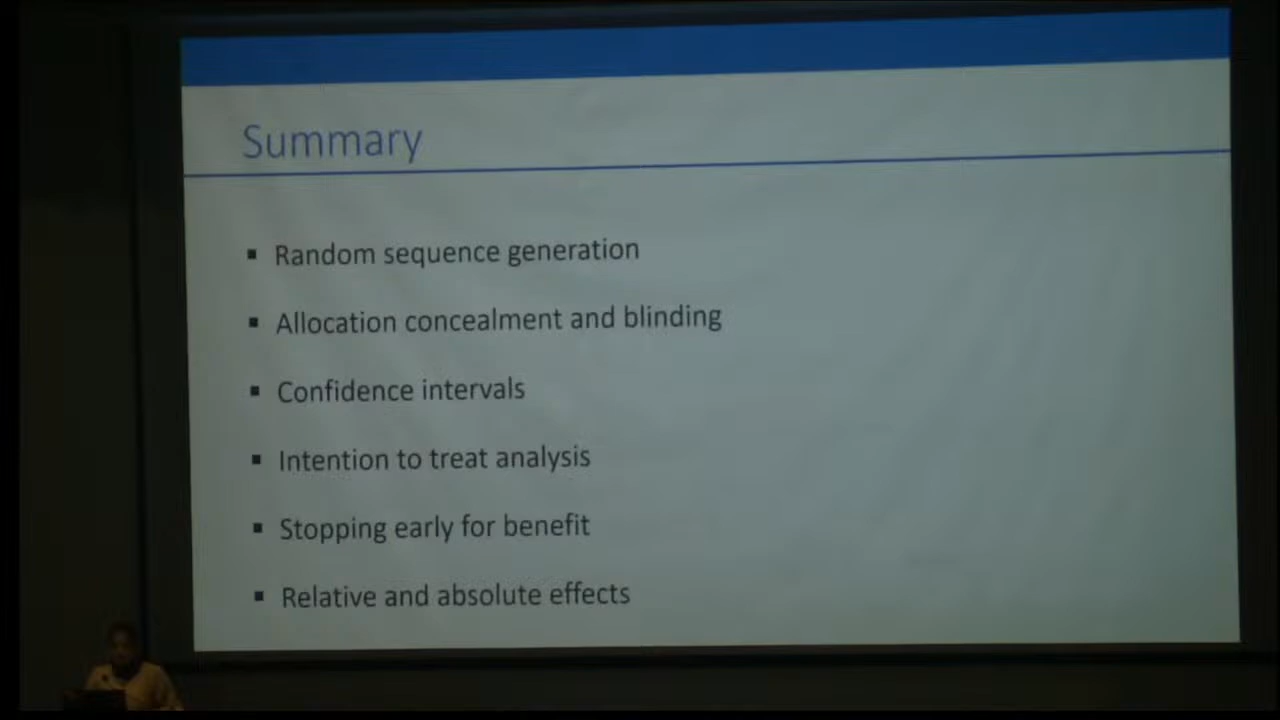 Summary
▪ Random sequence generation
▪ Allocation concealment and blinding
▪ Confidence intervals
▪ Intention to treat analysis
▪ Stopping early for benefit
▪ Relative and absolute effects